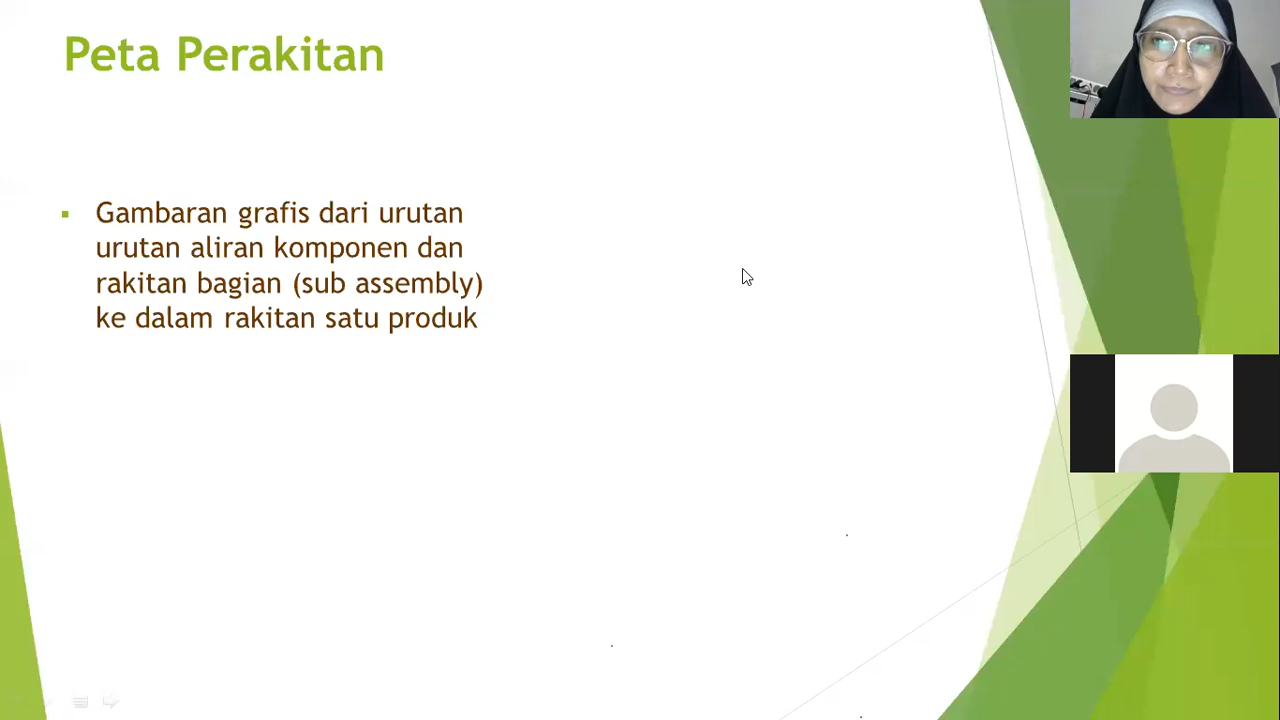 Peta Perakitan
Gambaran grafis dari urutan
urutan aliran komponen dan
rakitan bagian (sub assembly)
ke dalam rakitan satu produk